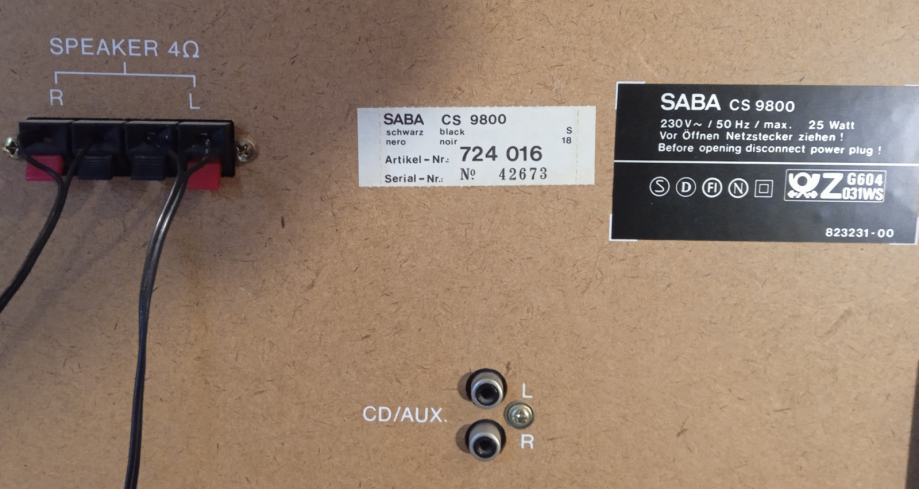 SPEAKER 4Ω
R L
SABA CS 9800
schwarz black S
nero noir 18
Artikel-Nr.: 724 016
Serial-Nr.: Nº 42673
SABA CS 9800
230V~ / 50 Hz / max. 25 Watt
Vor Öffnen Netzstecker ziehen !
Before opening disconnect power plug !
S D FI N Z G604
031WS
823231-00
L
CD/AUX.
R